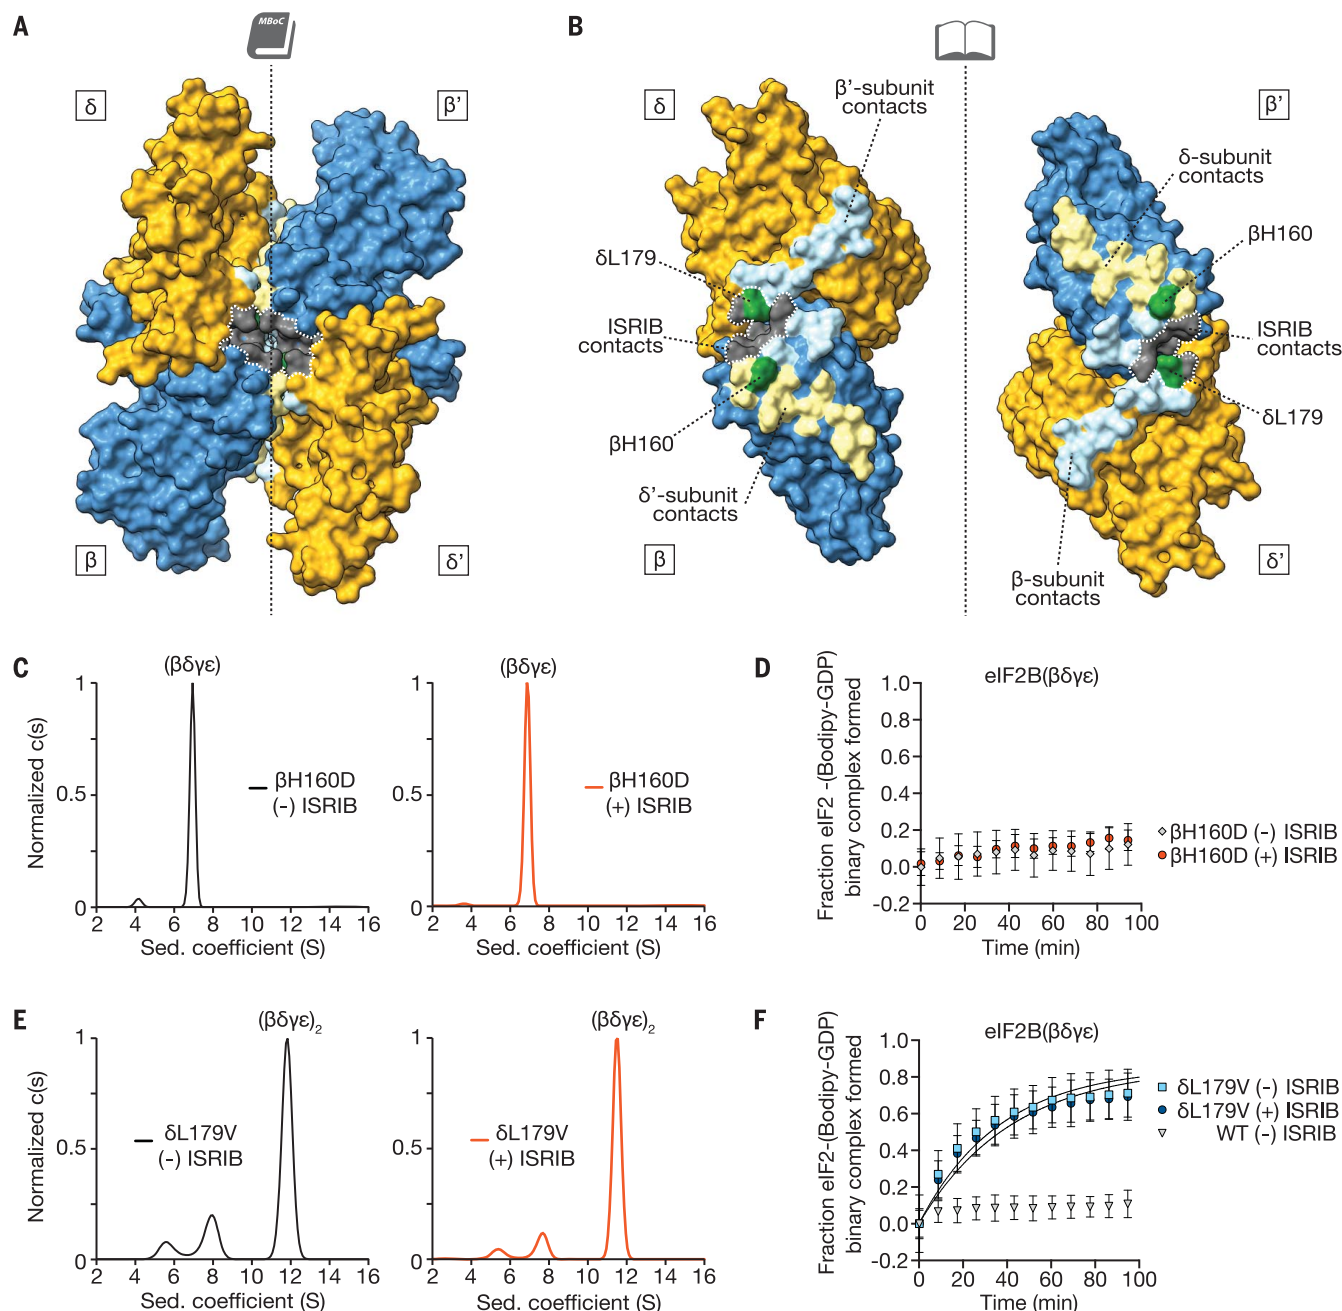 A
MBoC
B
δ
β'
δ
β'-subunit
contacts
β'
δ-subunit
contacts
δL179
βH160
ISRIB
contacts
ISRIB
contacts
βH160
δL179
δ'-subunit
contacts
β
δ'
β
β-subunit
contacts
δ'
C
(βδγε)
(βδγε)
D
eIF2B(βδγε)
Normalized c(s)
1
0.5
0
2 4 6 8 10 12 14 16
Sed. coefficient (S)
βH160D
(-) ISRIB
1
0.5
0
2 4 6 8 10 12 14 16
Sed. coefficient (S)
βH160D
(+) ISRIB
Fraction eIF2 -(Bodipy-GDP)
binary complex formed
1.0
0.8
0.6
0.4
0.2
0.0
-0.2
0 20 40 60 80 100
Time (min)
βH160D (-) ISRIB
βH160D (+) ISRIB
E
(βδγε)2
(βδγε)2
F
eIF2B(βδγε)
Normalized c(s)
1
0.5
0
2 4 6 8 10 12 14 16
Sed. coefficient (S)
δL179V
(-) ISRIB
1
0.5
0
2 4 6 8 10 12 14 16
Sed. coefficient (S)
δL179V
(+) ISRIB
Fraction eIF2-(Bodipy-GDP)
binary complex formed
1.0
0.8
0.6
0.4
0.2
0.0
-0.2
0 20 40 60 80 100
Time (min)
δL179V (-) ISRIB
δL179V (+) ISRIB
WT (-) ISRIB